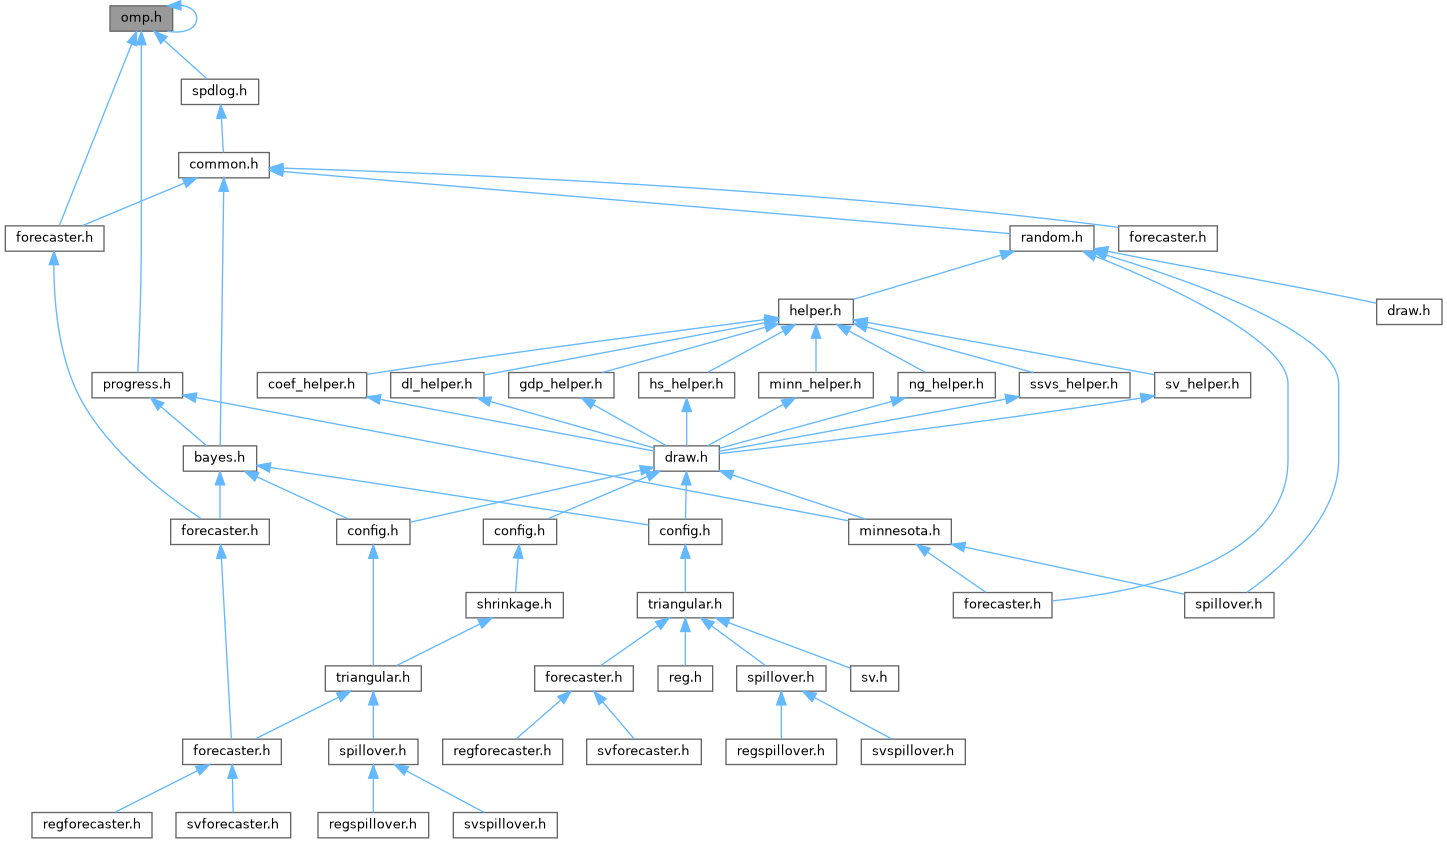 omp.h
spdlog.h
common.h
forecaster.h
random.h
forecaster.h
helper.h
draw.h
progress.h
coef_helper.h
dl_helper.h
gdp_helper.h
hs_helper.h
minn_helper.h
ng_helper.h
ssvs_helper.h
sv_helper.h
bayes.h
draw.h
forecaster.h
config.h
config.h
config.h
minnesota.h
shrinkage.h
triangular.h
forecaster.h
spillover.h
triangular.h
forecaster.h
reg.h
spillover.h
sv.h
forecaster.h
spillover.h
regforecaster.h
svforecaster.h
regspillover.h
svspillover.h
regforecaster.h
svforecaster.h
regspillover.h
svspillover.h